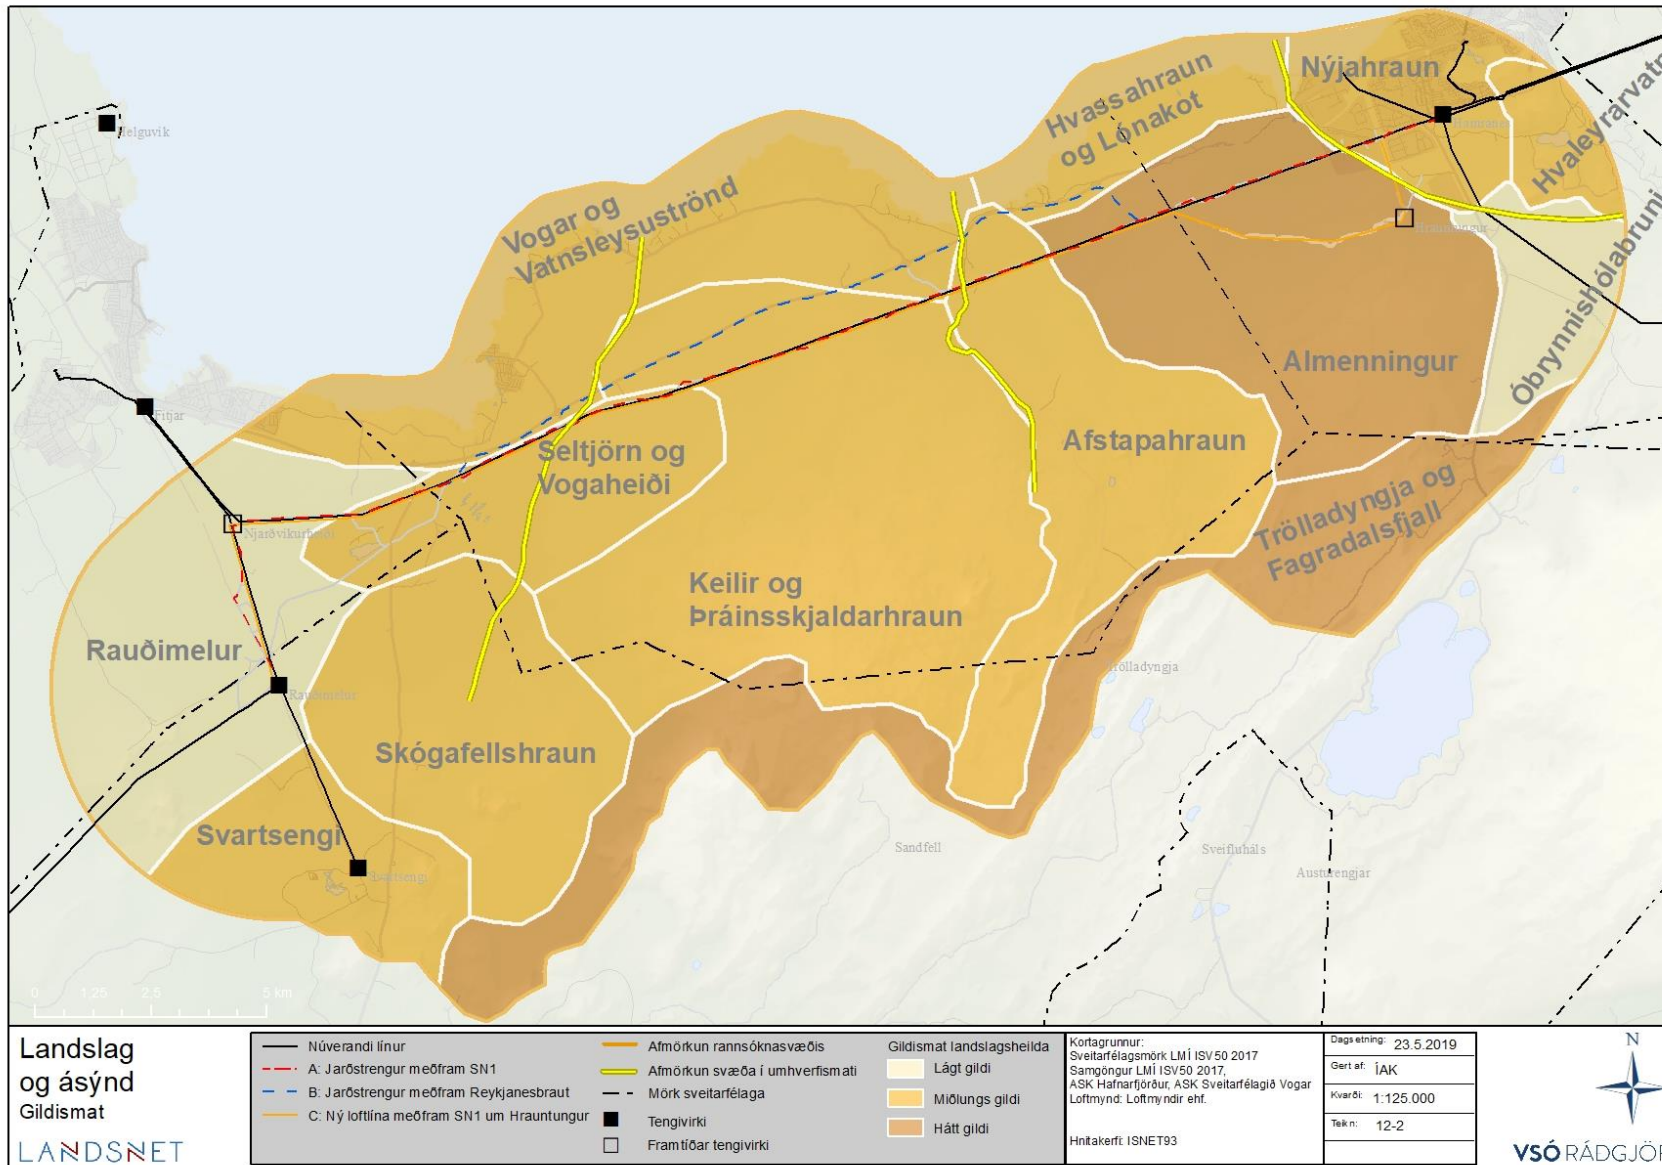 Nýjahraun
Hvassahraun
og Lónakot
Hvaleyrarvatn
Hamranes
Helguvik
Vogar og
Vatnsleysuströnd
Hrauntungur
Óbrynnishólabruni
Almenningur
Fitjar
Seltjörn og
Vogaheiði
Afstapahraun
Njarðvíkurheiði
Trölladyngja og
Fagradalsfjall
Keilir og
Þráinsskjaldarhraun
Rauðimelur
Trölladyngja
Rauðimelur
Skógafellshraun
Svartsengi
Sandfell
Sveifluháls
Austurengjar
Svartsengi
0 1,25 2,5 5 km
Landslag
og ásýnd
Gildismat
LANDSNET
Núverandi línur
A: Jarðstrengur meðfram SN1
B: Jarðstrengur meðfram Reykjanesbraut
C: Ný loftlína meðfram SN1 um Hrauntungur
Afmörkun rannsóknasvæðis
Afmörkun svæða í umhverfismati
Mörk sveitarfélaga
Tengivirki
Framtíðar tengivirki
Gildismat landslagsheilda
Lágt gildi
Miðlungs gildi
Hátt gildi
Kortagrunnur:
Sveitarfélagsmörk LMÍ ISV50 2017
Samgöngur LMÍ ISV50 2017,
ASK Hafnarfjörður, ASK Sveitarfélagið Vogar
Loftmynd: Loftmyndir ehf.
Hnitakerfi: ISNET93
Dagsetning: 23.5.2019
Gert af: ÍAK
Kvarði: 1:125.000
Teikn: 12-2
N
VSÓ RÁÐGJÖF